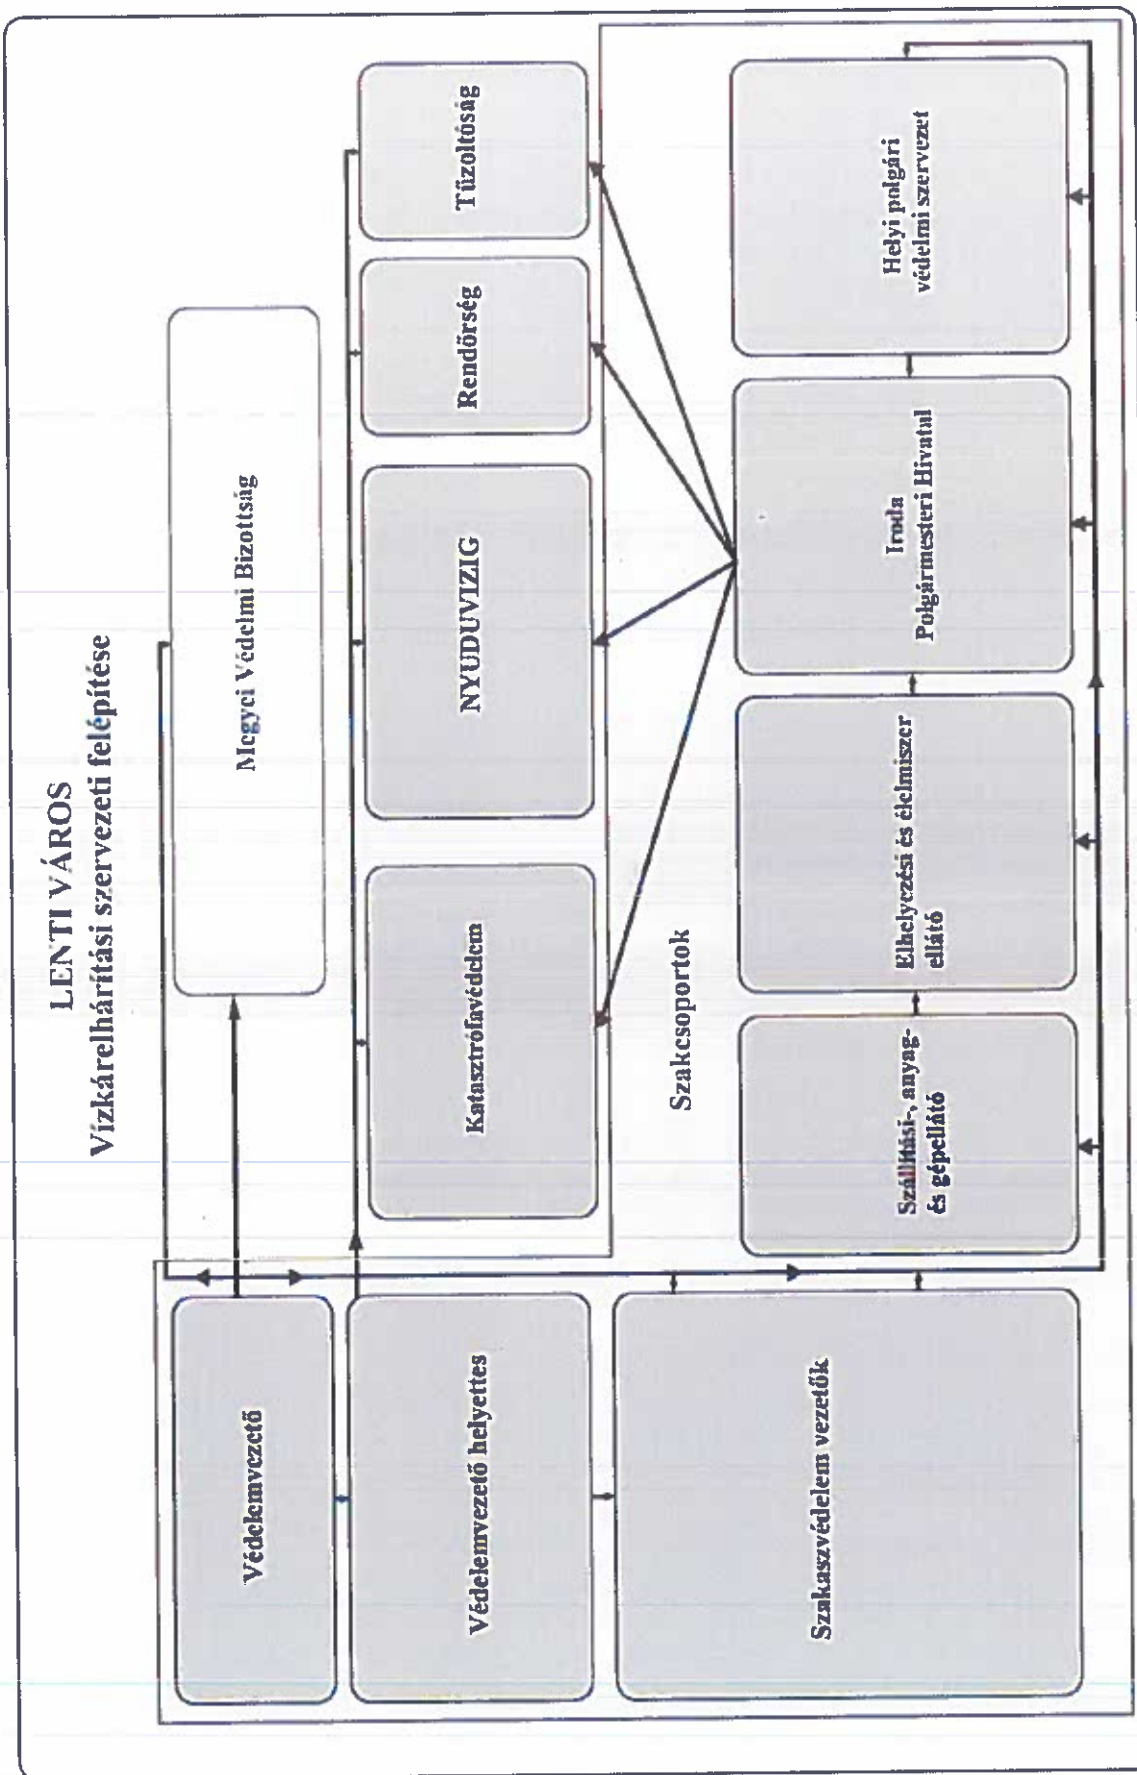 LENTI VÁROS
Vízkárelhárítási szervezeti felépítése
Védelemvezető
Megyei Védelmi Bizottság
Védelemvezető helyettes
Katasztrófavédelem
NYUDUVIZIG
Rendőrség
Tűzoltóság
Szakaszvédelem vezetők
Szakcsoportok
Szállítási-, anyag-
és gépellátó
Elhelyezési és élelmiszer
ellátó
Iroda
Polgármesteri Hivatal
Helyi polgári
védelmi szervezet